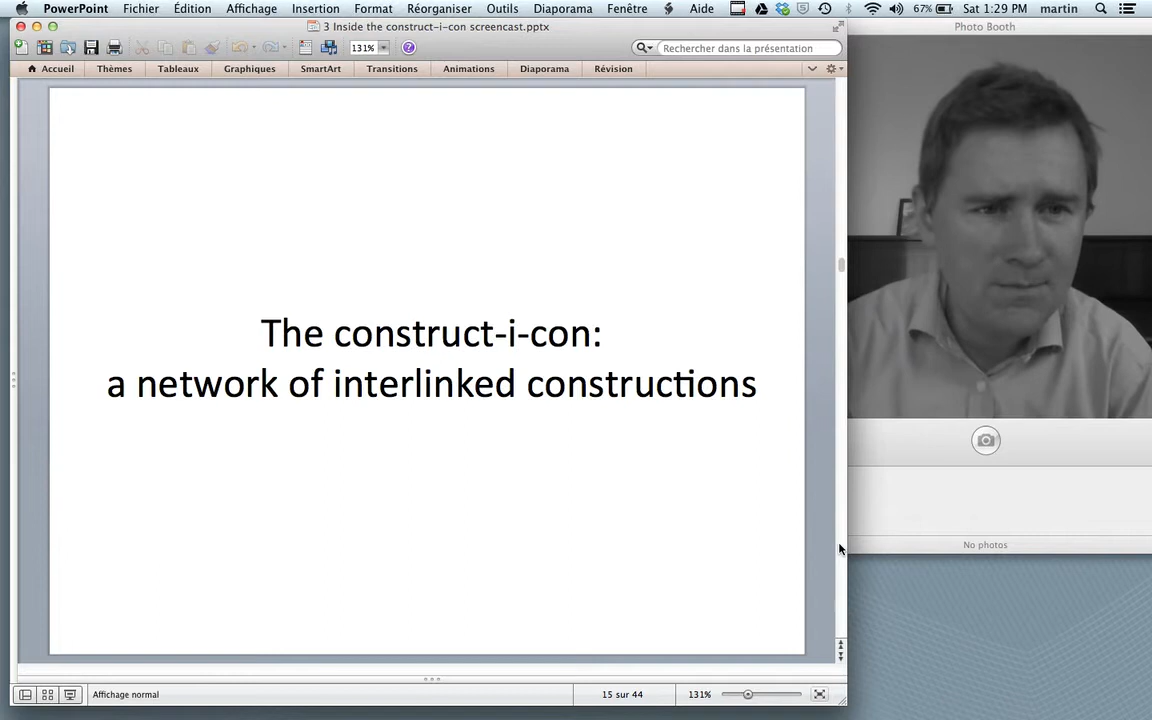 PowerPoint Fichier Édition Affichage Insertion Format Réorganiser Outils Diaporama Fenêtre Aide 67% Sat 1:29 PM martin
3 Inside the construct-i-con screencast.pptx
Photo Booth
131%
Rechercher dans la présentation
Accueil Thèmes Tableaux Graphiques SmartArt Transitions Animations Diaporama Révision
The construct-i-con:
a network of interlinked constructions
No photos
Affichage normal 15 sur 44 131%